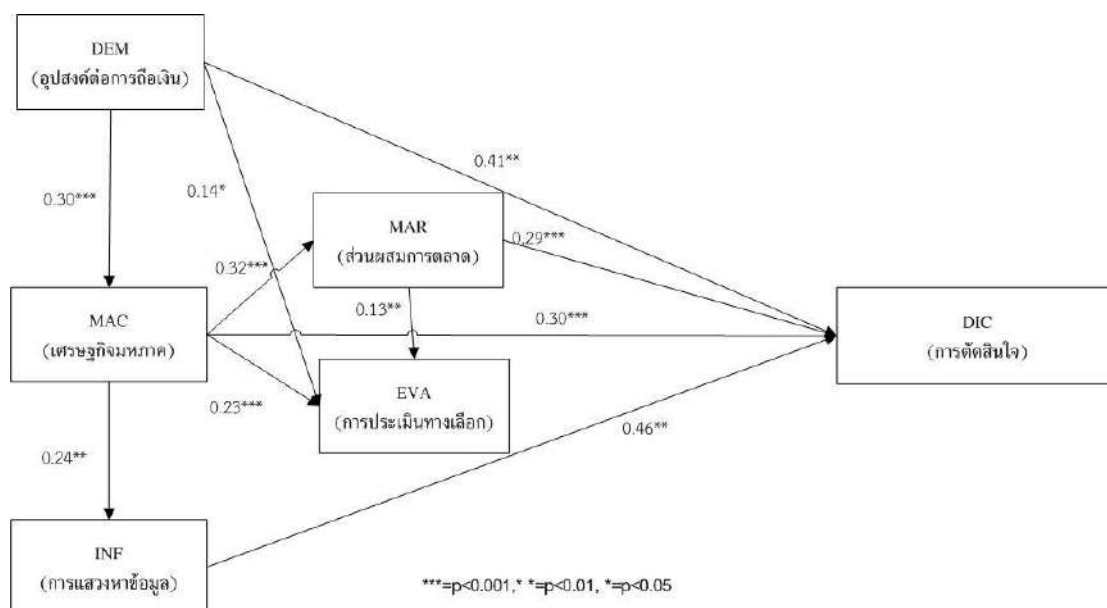 DEM
(อุปสงค์ต่อการถือเงิน)
0.41**
0.14*
0.30***
MAR
(ส่วนผสมการตลาด)
0.29***
0.32***
MAC
(เศรษฐกิจมหภาค)
0.13**
0.30***
DIC
(การตัดสินใจ)
EVA
(การประเมินทางเลือก)
0.23***
0.46**
0.24**
INF
(การแสวงหาข้อมูล)
***=p<0.001,* *=p<0.01, *=p<0.05